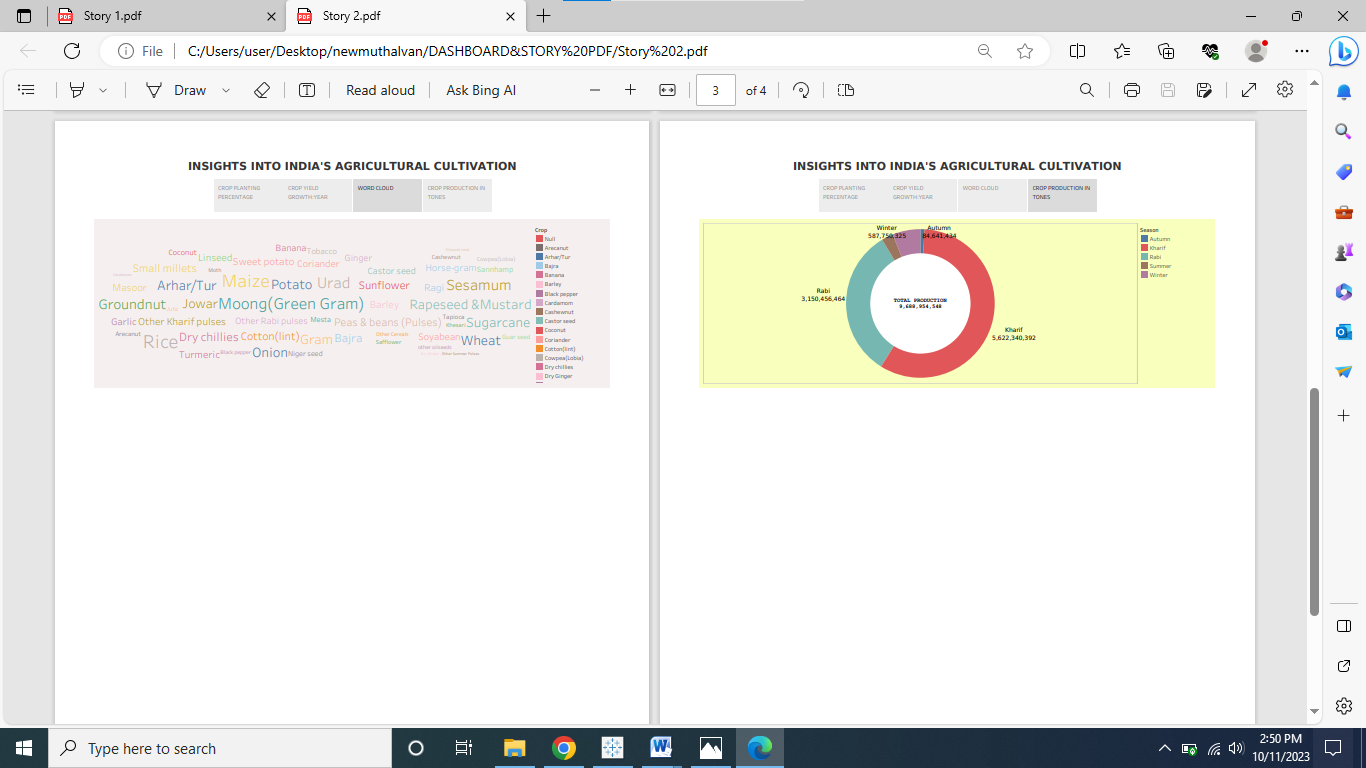 Story 1.pdf
Story 2.pdf
File
C:/Users/user/Desktop/newmuthalvan/DASHBOARD&STORY%20PDF/Story%202.pdf
Draw
Read aloud
Ask Bing AI
3
of 4
INSIGHTS INTO INDIA'S AGRICULTURAL CULTIVATION
CROP PLANTING
PERCENTAGE
CROP YIELD
GROWTH:YEAR
WORD CLOUD
CROP PRODUCTION IN
TONES
Banana
Tobacco
Coconut
Linseed
Sweet potato
Coriander
Ginger
Cashewnut
Cowpea(Lobia)
Small millets
Moth
Castor seed
Horse-gram
Sannhamp
Masoor
Arhar/Tur
Maize
Potato
Urad
Sunflower
Ragi
Sesamum
Groundnut
Jowar
Moong(Green Gram)
Barley
Rapeseed &Mustard
Garlic
Other Kharif pulses
Other Rabi pulses
Mesta
Peas & beans (Pulses)
Tapioca
Khesari
Sugarcane
Arecanut
Rice
Dry chillies
Cotton(lint)
Gram
Bajra
Other Cereals
Safflower
Soyabean
Wheat
Guar seed
other oilseeds
Turmeric
Black pepper
Onion
Niger seed
Crop
Null
Arecanut
Arhar/Tur
Bajra
Banana
Barley
Black pepper
Cardamom
Cashewnut
Castor seed
Coconut
Coriander
Cotton(lint)
Cowpea(Lobia)
Dry chillies
Dry Ginger
INSIGHTS INTO INDIA'S AGRICULTURAL CULTIVATION
CROP PLANTING
PERCENTAGE
CROP YIELD
GROWTH:YEAR
WORD CLOUD
CROP PRODUCTION IN
TONES
Winter
587,750,325
Autumn
84,641,434
Rabi
3,150,456,464
TOTAL PRODUCTION
9,688,954,548
Kharif
5,622,340,392
Season
Autumn
Kharif
Rabi
Summer
Winter
Type here to search
2:50 PM
10/11/2023